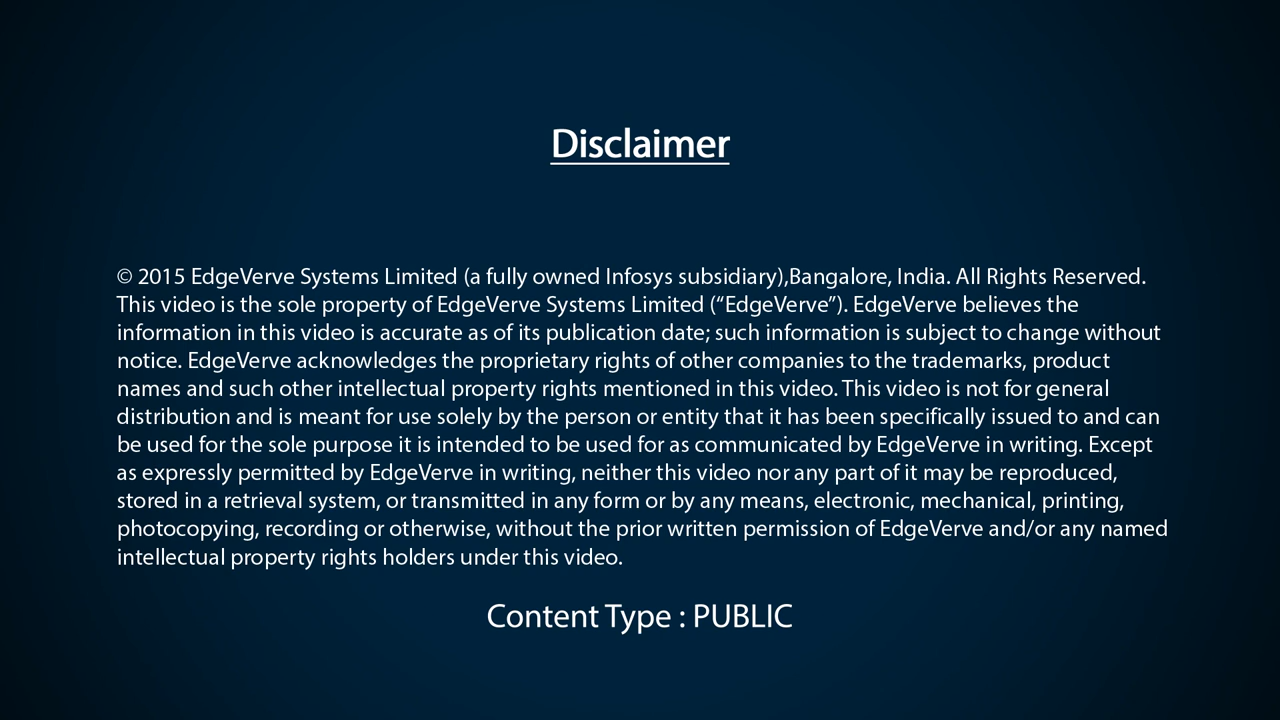 Disclaimer
© 2015 EdgeVerve Systems Limited (a fully owned Infosys subsidiary),Bangalore, India. All Rights Reserved.
This video is the sole property of EdgeVerve Systems Limited (“EdgeVerve”). EdgeVerve believes the
information in this video is accurate as of its publication date; such information is subject to change without
notice. EdgeVerve acknowledges the proprietary rights of other companies to the trademarks, product
names and such other intellectual property rights mentioned in this video. This video is not for general
distribution and is meant for use solely by the person or entity that it has been specifically issued to and can
be used for the sole purpose it is intended to be used for as communicated by EdgeVerve in writing. Except
as expressly permitted by EdgeVerve in writing, neither this video nor any part of it may be reproduced,
stored in a retrieval system, or transmitted in any form or by any means, electronic, mechanical, printing,
photocopying, recording or otherwise, without the prior written permission of EdgeVerve and/or any named
intellectual property rights holders under this video.
Content Type : PUBLIC